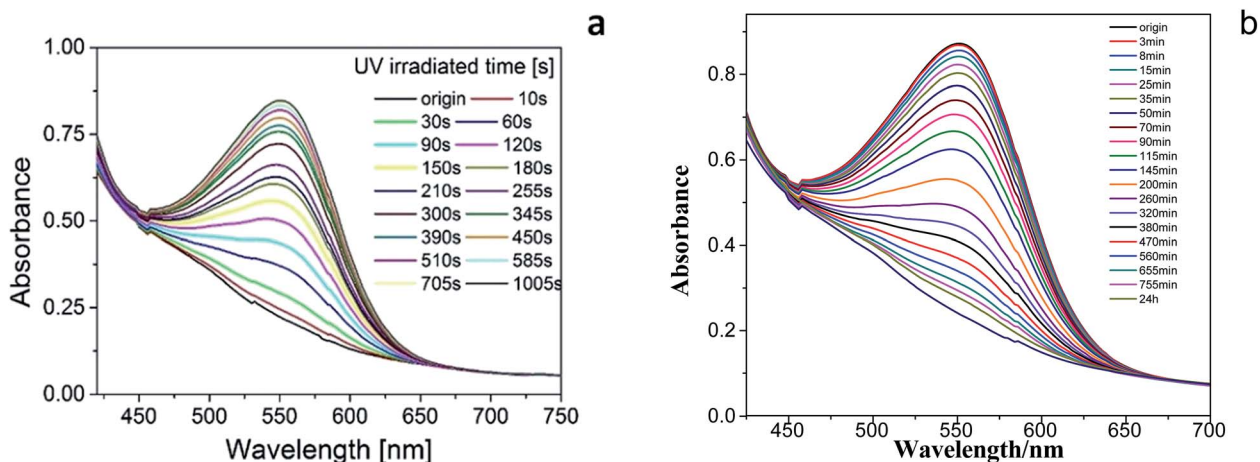 a
UV irradiated time [s]
origin 10s
30s 60s
90s 120s
150s 180s
210s 255s
300s 345s
390s 450s
510s 585s
705s 1005s
1.00
0.75
0.50
0.25
0.00
Absorbance
450 500 550 600 650 700 750
Wavelength [nm]
b
origin
3min
8min
15min
25min
35min
50min
70min
90min
115min
145min
200min
260min
320min
380min
470min
560min
655min
755min
24h
0.8
0.6
0.4
0.2
0.0
Absorbance
450 500 550 600 650 700
Wavelength/nm